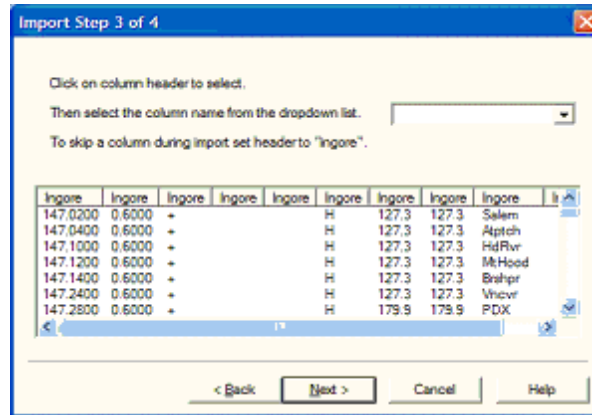 Import Step 3 of 4
Click on column header to select.
Then select the column name from the dropdown list.
To skip a column during import set header to "Ingore".
Ingore Ingore Ingore Ingore Ingore Ingore Ingore Ingore Ingore
147.0200 0.6000 + H 127.3 127.3 Salem
147.0400 0.6000 + H 127.3 127.3 Atptch
147.1000 0.6000 + H 127.3 127.3 HdRvr
147.1200 0.6000 + H 127.3 127.3 MtHood
147.1400 0.6000 + H 127.3 127.3 Brshpr
147.2400 0.6000 + H 127.3 127.3 Vncvr
147.2800 0.6000 + H 179.9 179.9 PDX
< Back Next > Cancel Help